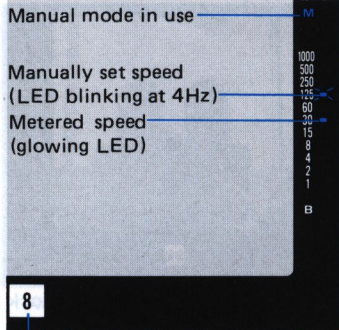 Manual mode in use
M
1000
500
250
Manually set speed
(LED blinking at 4Hz)
125
60
Metered speed
30
(glowing LED)
15
8
4
2
1
B
8